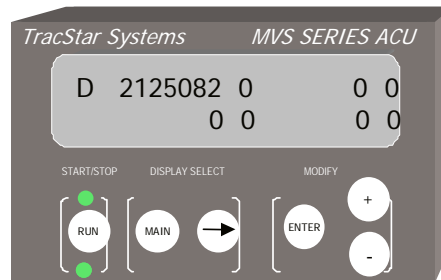 TracStar Systems MVS SERIES ACU
D 2125082 0 0 0
0 0 0 0
START/STOP DISPLAY SELECT MODIFY
+
RUN MAIN ENTER
-